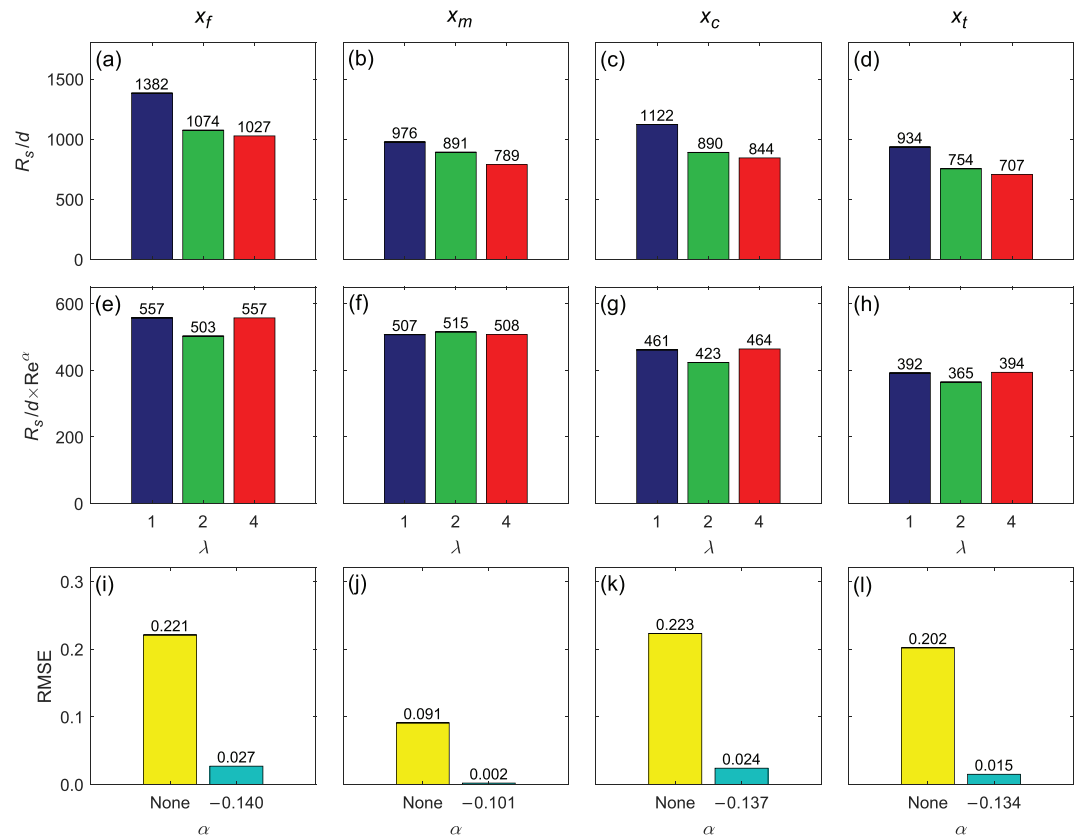 x_f x_m x_c x_t
(a) (b) (c) (d)
R_s/d
1500
1000
500
0
1382 1074 1027
976 891 789
1122 890 844
934 754 707
(e) (f) (g) (h)
R_s/d×Re^α
600
400
200
0
557 503 557
507 515 508
461 423 464
392 365 394
1 2 4 1 2 4 1 2 4 1 2 4
λ λ λ λ
(i) (j) (k) (l)
RMSE
0.3
0.2
0.1
0.0
0.221 0.027
0.091 0.002
0.223 0.024
0.202 0.015
None −0.140 None −0.101 None −0.137 None −0.134
α α α α